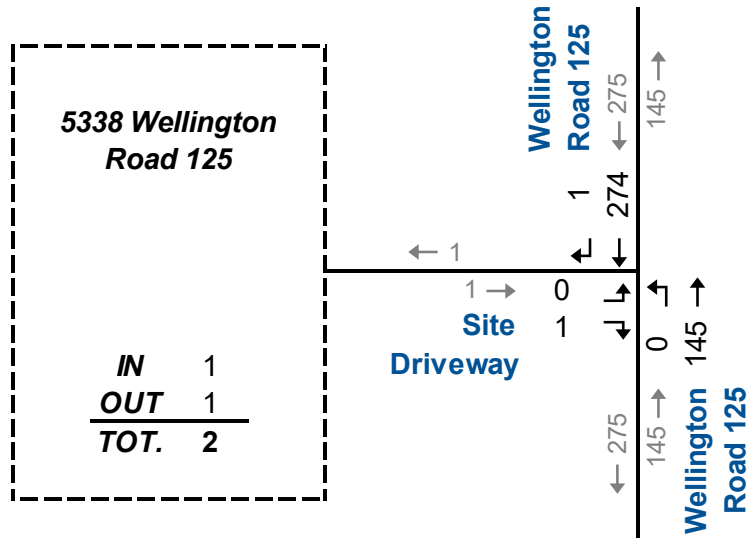 5338 Wellington
Road 125
IN 1
OUT 1
TOT. 2
Wellington
Road 125
← 275
145 →
1
← 274
← 1
1 →
0
Site
1
Driveway
0
145 →
← 275
145 →
Wellington
Road 125